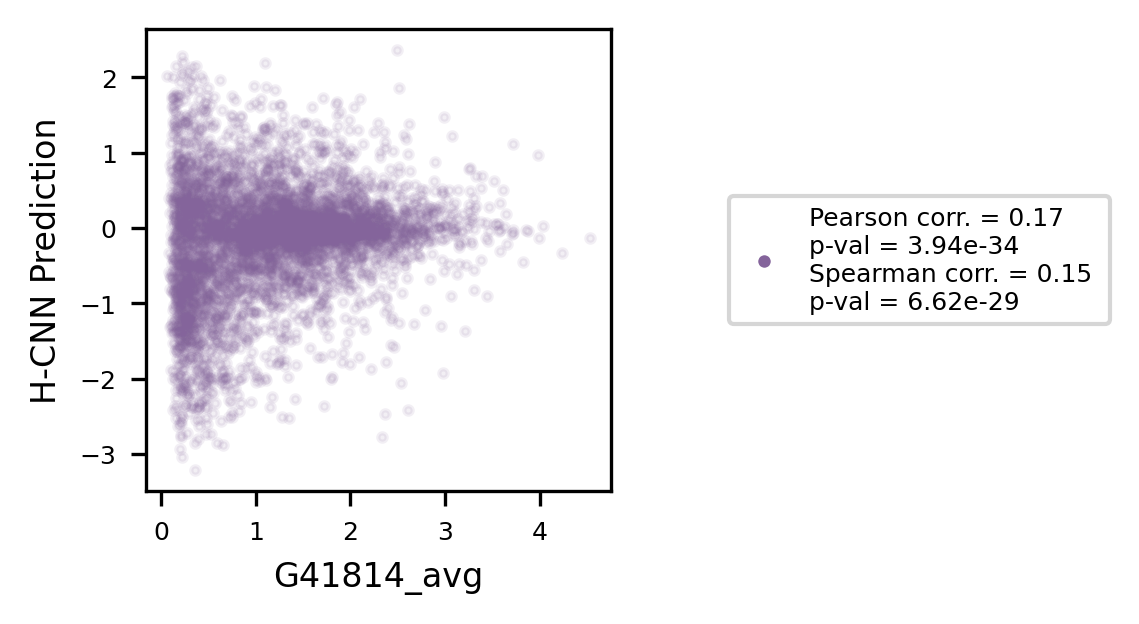 H-CNN Prediction
2
1
0
−1
−2
−3
0 1 2 3 4
G41814_avg
Pearson corr. = 0.17
p-val = 3.94e-34
Spearman corr. = 0.15
p-val = 6.62e-29